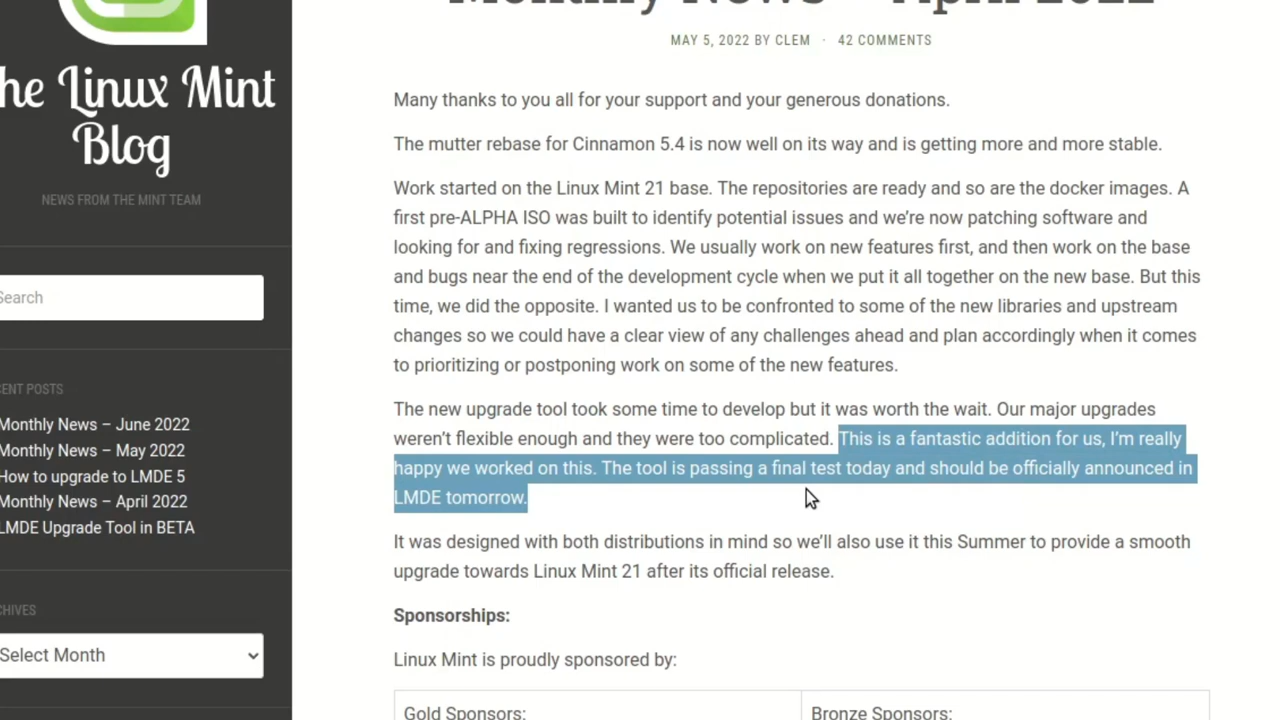 Monthly News – April 2022
MAY 5, 2022 BY CLEM · 42 COMMENTS
he Linux Mint
Blog
NEWS FROM THE MINT TEAM
Search
ENT POSTS
Monthly News – June 2022
Monthly News – May 2022
How to upgrade to LMDE 5
Monthly News – April 2022
LMDE Upgrade Tool in BETA
CHIVES
Select Month
Many thanks to you all for your support and your generous donations.
The mutter rebase for Cinnamon 5.4 is now well on its way and is getting more and more stable.
Work started on the Linux Mint 21 base. The repositories are ready and so are the docker images. A
first pre-ALPHA ISO was built to identify potential issues and we’re now patching software and
looking for and fixing regressions. We usually work on new features first, and then work on the base
and bugs near the end of the development cycle when we put it all together on the new base. But this
time, we did the opposite. I wanted us to be confronted to some of the new libraries and upstream
changes so we could have a clear view of any challenges ahead and plan accordingly when it comes
to prioritizing or postponing work on some of the new features.
The new upgrade tool took some time to develop but it was worth the wait. Our major upgrades
weren’t flexible enough and they were too complicated. This is a fantastic addition for us, I’m really
happy we worked on this. The tool is passing a final test today and should be officially announced in
LMDE tomorrow.
It was designed with both distributions in mind so we’ll also use it this Summer to provide a smooth
upgrade towards Linux Mint 21 after its official release.
Sponsorships:
Linux Mint is proudly sponsored by:
Gold Sponsors:
Bronze Sponsors: